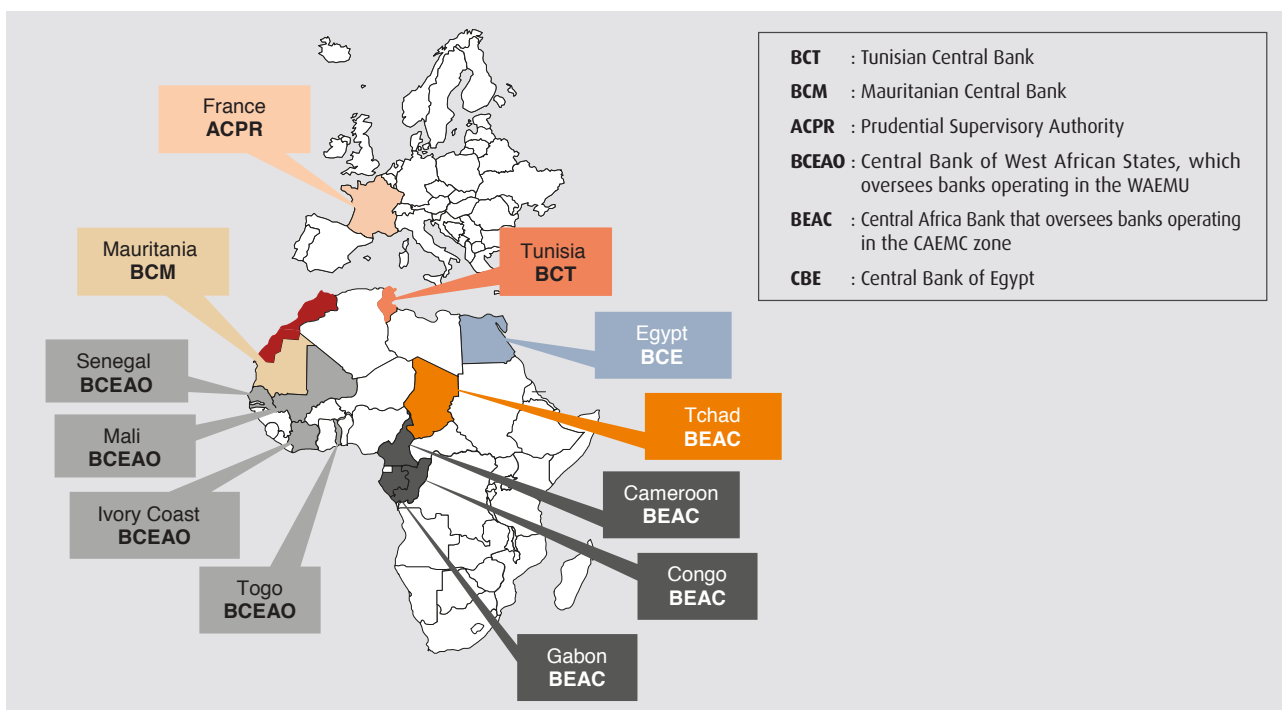 France
ACPR
Mauritania
BCM
Tunisia
BCT
Egypt
BCE
Senegal
BCEAO
Mali
BCEAO
Ivory Coast
BCEAO
Togo
BCEAO
Tchad
BEAC
Cameroon
BEAC
Congo
BEAC
Gabon
BEAC
BCT : Tunisian Central Bank
BCM : Mauritanian Central Bank
ACPR : Prudential Supervisory Authority
BCEAO : Central Bank of West African States, which
oversees banks operating in the WAEMU
BEAC : Central Africa Bank that oversees banks operating
in the CAEMC zone
CBE : Central Bank of Egypt